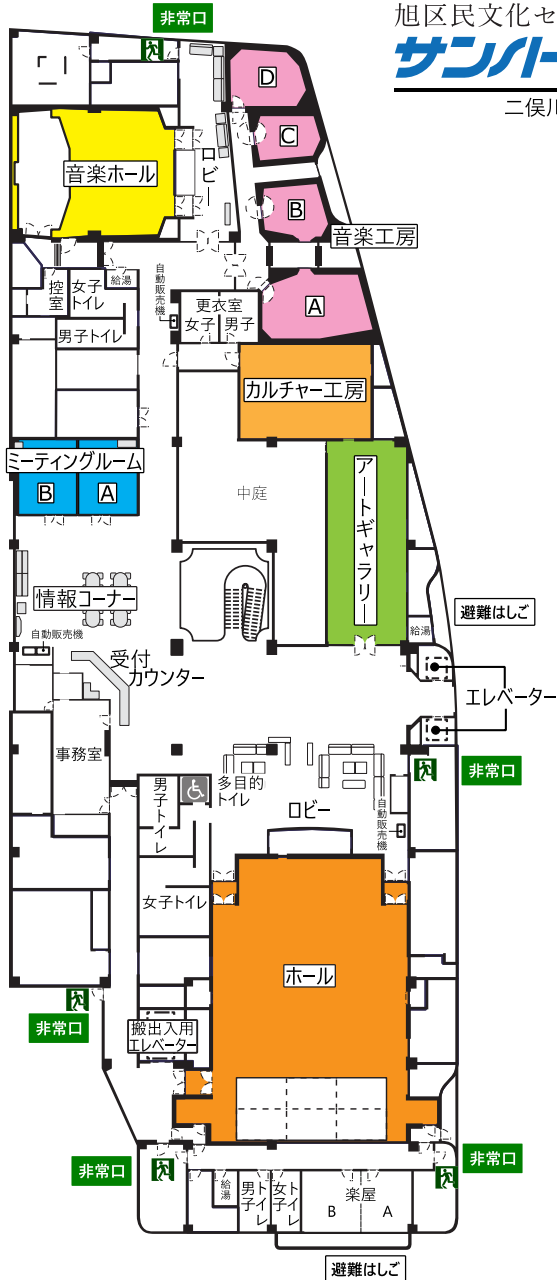 旭区民文化セ
サンハー
二俣川
非常口
D
C
B
A
音楽工房
音楽ホール
ロビー
控室
女子
トイレ
給湯
男子トイレ
自動販売機
更衣室
女子
男子
カルチャー工房
ミーティングルーム
B
A
中庭
アートギャラリー
情報コーナー
自動販売機
受付
カウンター
避難はしご
給湯
エレベーター
事務室
非常口
男子トイレ
多目的
トイレ
ロビー
自動販売機
女子トイレ
ホール
非常口
搬出入用
エレベーター
非常口
非常口
給湯
男子トイレ
女子トイレ
楽屋
B
A
避難はしご